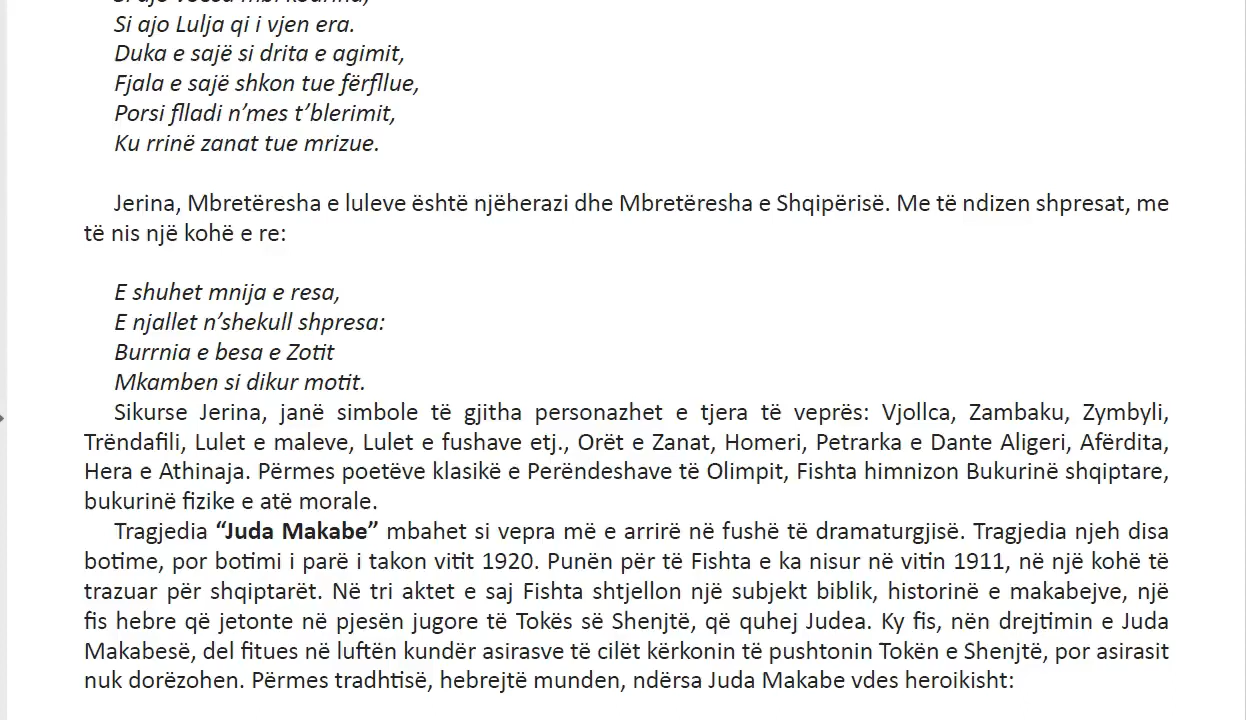 Si ajo Lulja qi i vjen era.
Duka e sajë si drita e agimit,
Fjala e sajë shkon tue fërfllue,
Porsi flladi n’mes t’blerimit,
Ku rrinë zanat tue mrizue.
Jerina, Mbretëresha e luleve është njëherazi dhe Mbretëresha e Shqipërisë. Me të ndizen shpresat, me
të nis një kohë e re:
E shuhet mnija e resa,
E njallet n’shekull shpresa:
Burrnia e besa e Zotit
Mkamben si dikur motit.
Sikurse Jerina, janë simbole të gjitha personazhet e tjera të veprës: Vjollca, Zambaku, Zymbyli,
Trëndafili, Lulet e maleve, Lulet e fushave etj., Orët e Zanat, Homeri, Petrarka e Dante Aligeri, Afërdita,
Hera e Athinaja. Përmes poetëve klasikë e Perëndeshave të Olimpit, Fishta himnizon Bukurinë shqiptare,
bukurinë fizike e atë morale.
Tragjedia “Juda Makabe” mbahet si vepra më e arrirë në fushë të dramaturgjisë. Tragjedia njeh disa
botime, por botimi i parë i takon vitit 1920. Punën për të Fishta e ka nisur në vitin 1911, në një kohë të
trazuar për shqiptarët. Në tri aktet e saj Fishta shtjellon një subjekt biblik, historinë e makabejve, një
fis hebre që jetonte në pjesën jugore të Tokës së Shenjtë, që quhej Judea. Ky fis, nën drejtimin e Juda
Makabesë, del fitues në luftën kundër asirasve të cilët kërkonin të pushtonin Tokën e Shenjtë, por asirasit
nuk dorëzohen. Përmes tradhtisë, hebrejtë munden, ndërsa Juda Makabe vdes heroikisht: